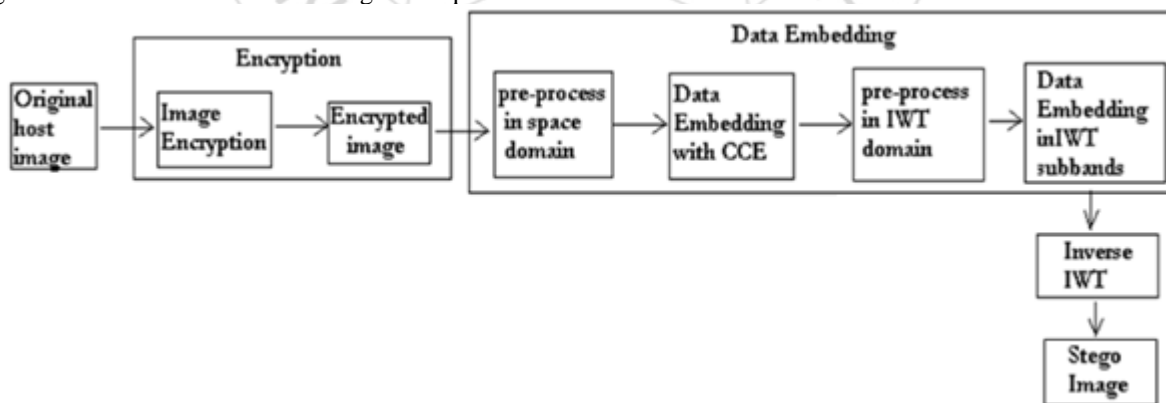 Data Embedding
Encryption
Original
host
image
Image
Encryption
Encrypted
image
pre-process
in space
domain
Data
Embedding
with CCE
pre-process
in IWT
domain
Data
Embedding
inIWT
subbands
Inverse
IWT
Stego
Image